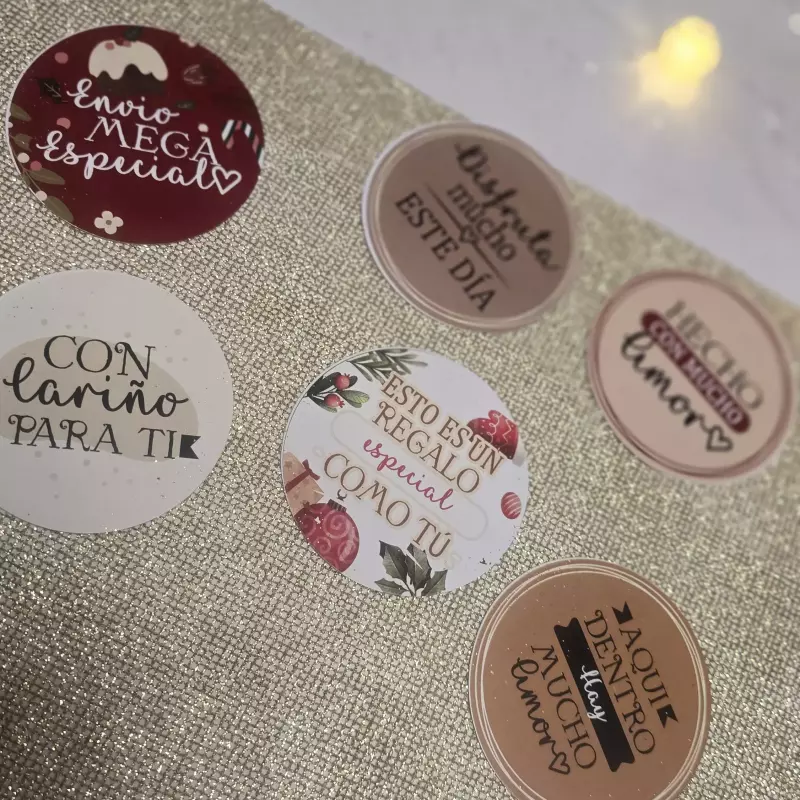 Envio
MEGA
Especial
Disfruta
mucho
ESTE DÍA
HECHO
CON MUCHO
amor
CON
cariño
PARA TI
ESTO ES UN
REGALO
especial
COMO TÚ
AQUI
DENTRO
Hay
MUCHO
amor